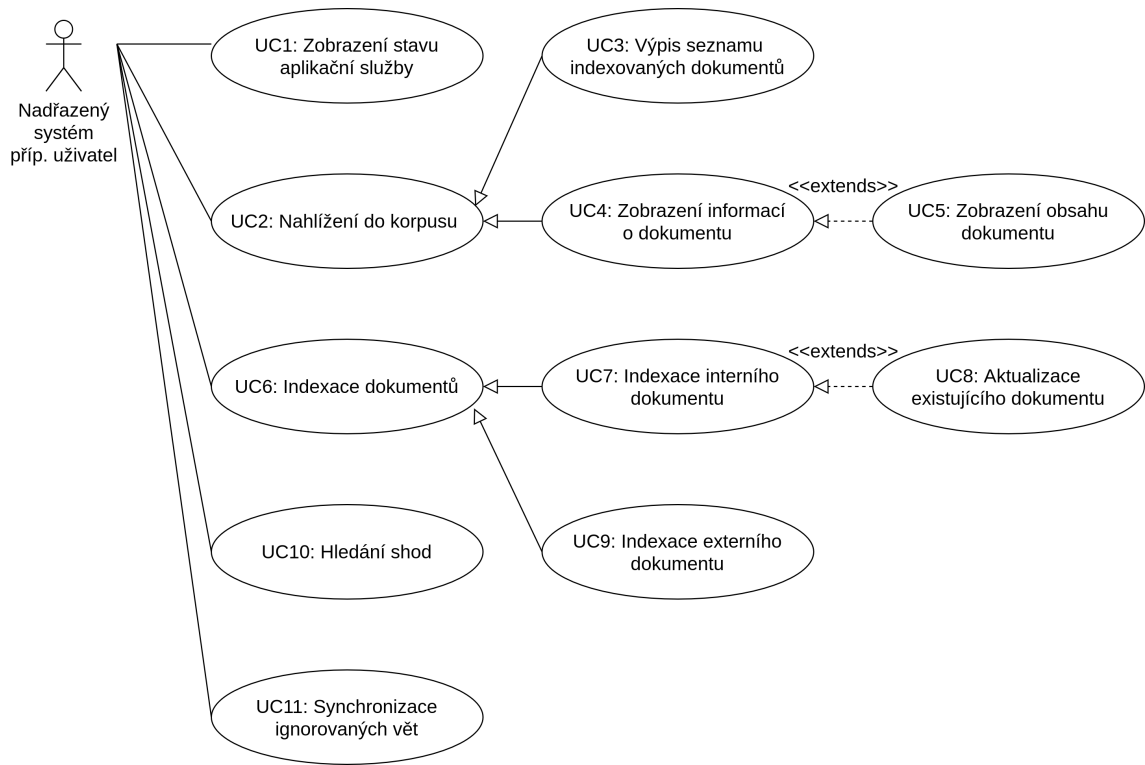 Nadřazený
systém
příp. uživatel
UC1: Zobrazení stavu
aplikační služby
UC3: Výpis seznamu
indexovaných dokumentů
UC2: Nahlížení do korpusu
UC4: Zobrazení informací
o dokumentu
<<extends>>
UC5: Zobrazení obsahu
dokumentu
UC6: Indexace dokumentů
UC7: Indexace interního
dokumentu
<<extends>>
UC8: Aktualizace
existujícího dokumentu
UC10: Hledání shod
UC9: Indexace externího
dokumentu
UC11: Synchronizace
ignorovaných vět